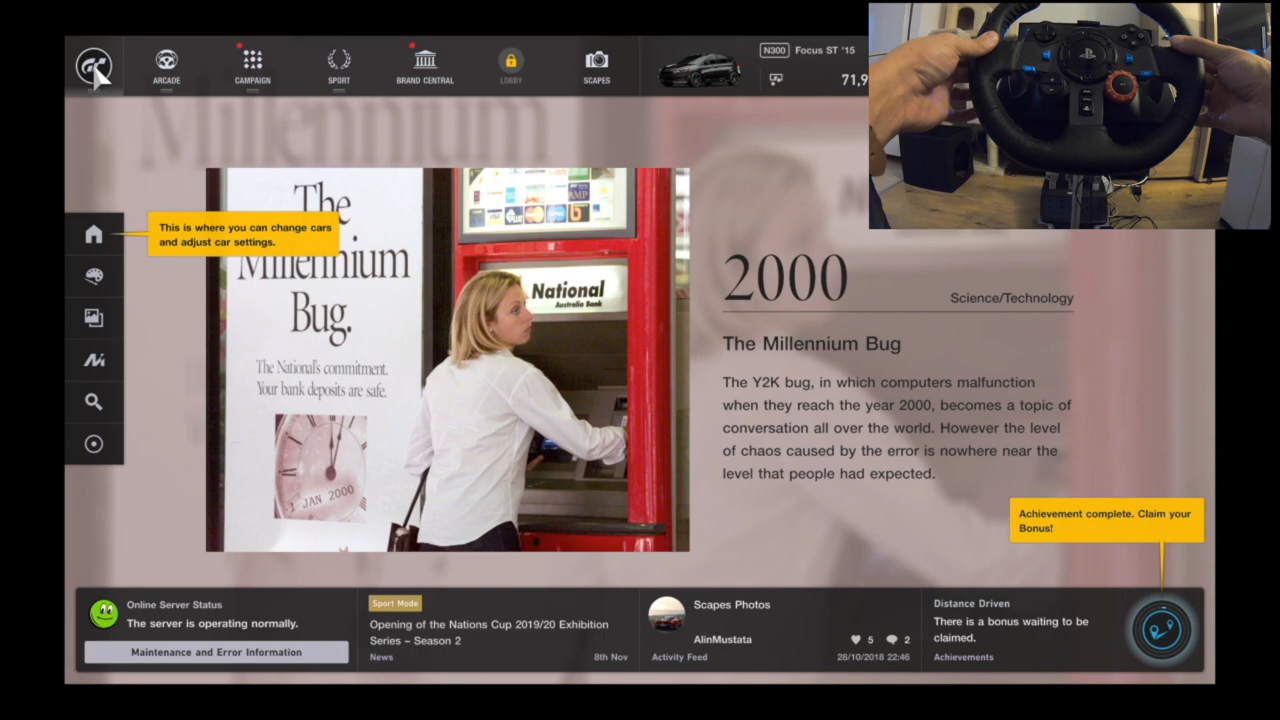 ARCADE
CAMPAIGN
SPORT
BRAND CENTRAL
LOBBY
SCAPES
N300 Focus ST '15
71,9
This is where you can change cars
and adjust car settings.
The
Millennium
Bug.
The National's commitment.
Your bank deposits are safe.
1 JAN 2000
National
Australia Bank
2000
Science/Technology
The Millennium Bug
The Y2K bug, in which computers malfunction
when they reach the year 2000, becomes a topic of
conversation all over the world. However the level
of chaos caused by the error is nowhere near the
level that people had expected.
Achievement complete. Claim your
Bonus!
Online Server Status
The server is operating normally.
Maintenance and Error Information
Sport Mode
Opening of the Nations Cup 2019/20 Exhibition
Series – Season 2
News 8th Nov
Scapes Photos
AlinMustata 5 2
Activity Feed 28/10/2018 22:46
Distance Driven
There is a bonus waiting to be
claimed.
Achievements